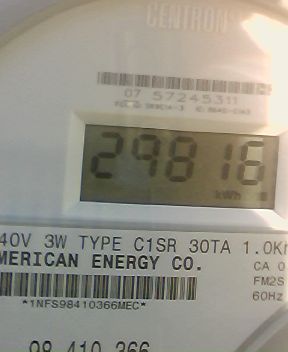 CENTRON
07 57245311
29816
kWh
40V 3W TYPE C1SR 30TA 1.0K
MERICAN ENERGY CO.
CA 0
FM2S
60Hz
*1NFS98410366MEC*
98 410 366